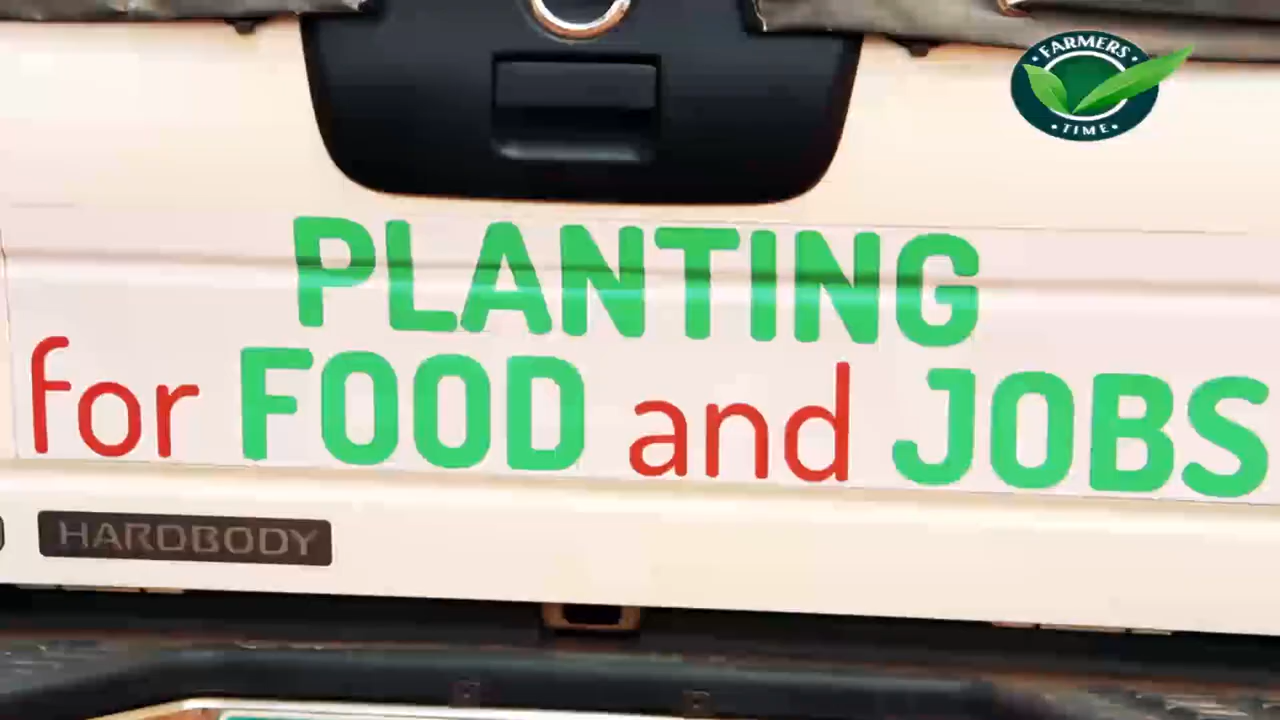 FARMERS
TIME
PLANTING
for FOOD and JOBS
HARDBODY